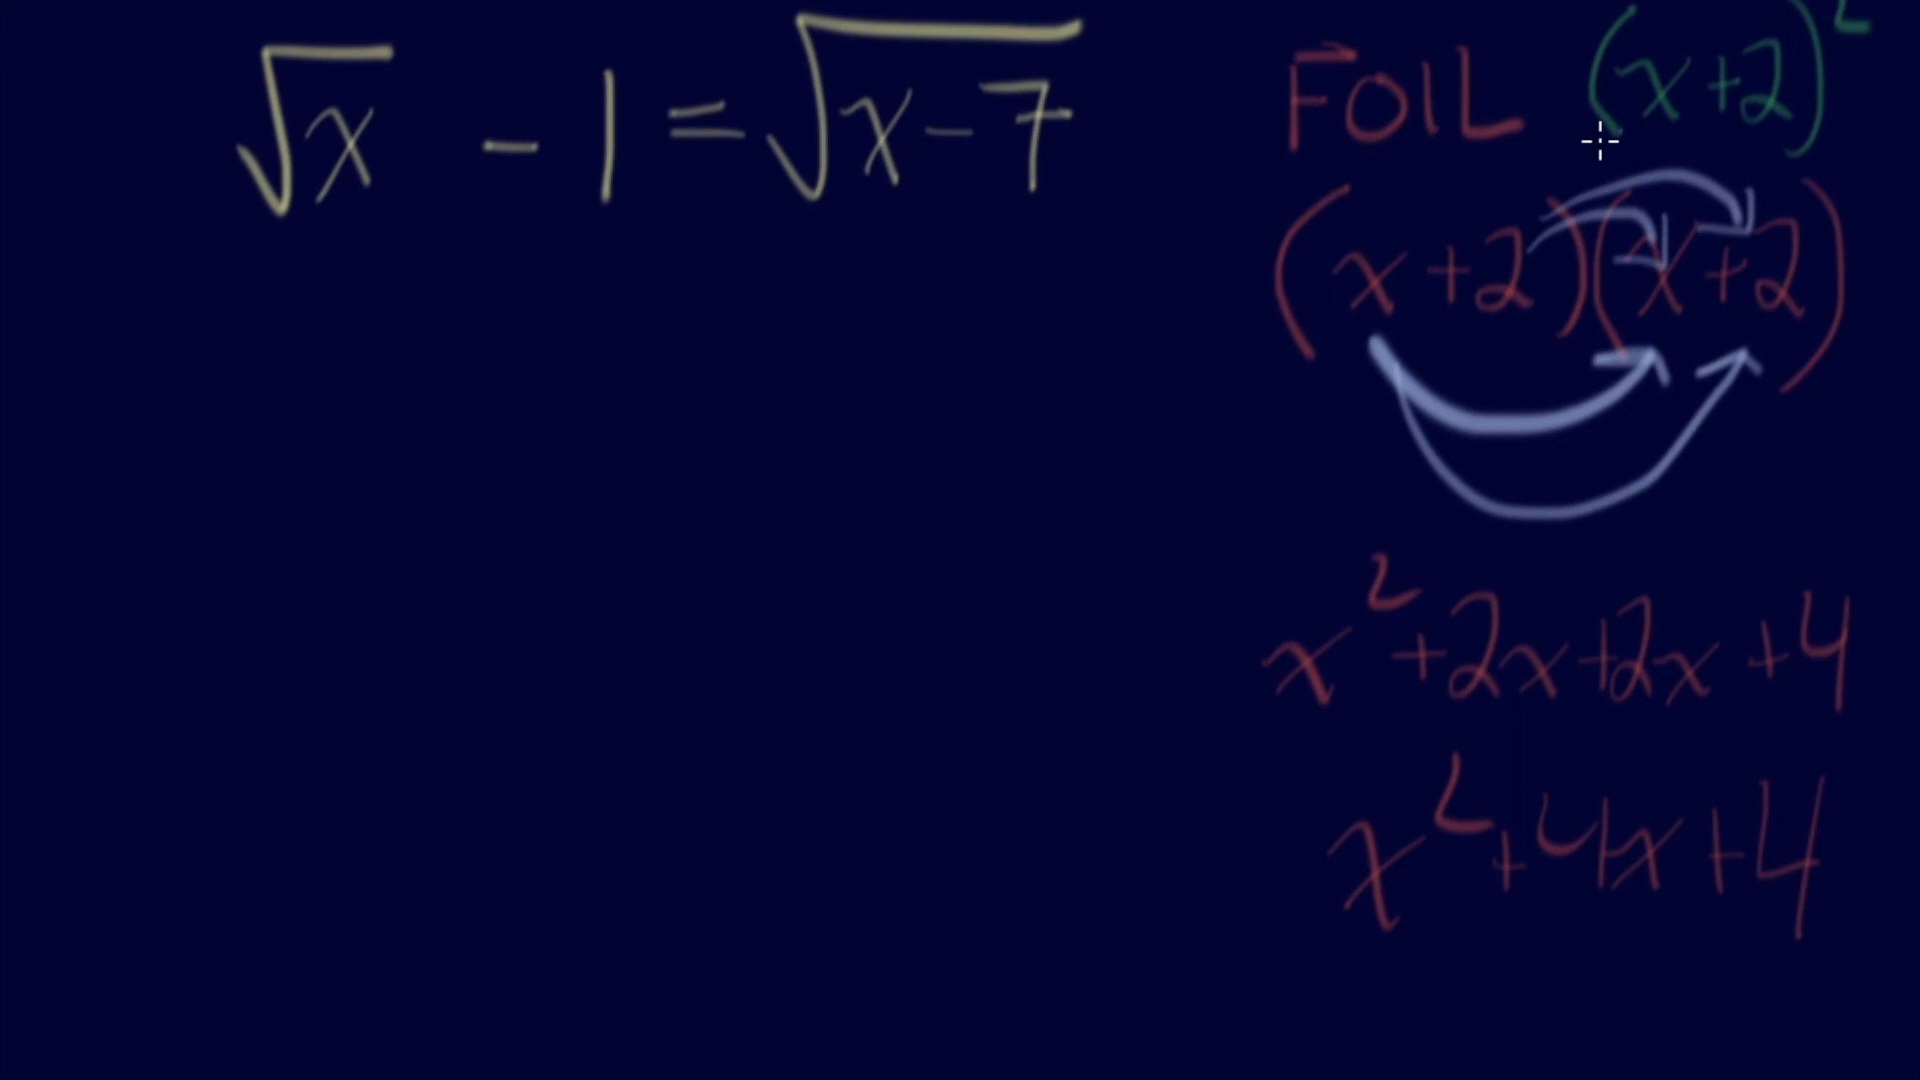 √x - 1 = √x-7
FOIL (x+2)²
(x+2)(x+2)
x²+2x+2x+4
x²+4x+4